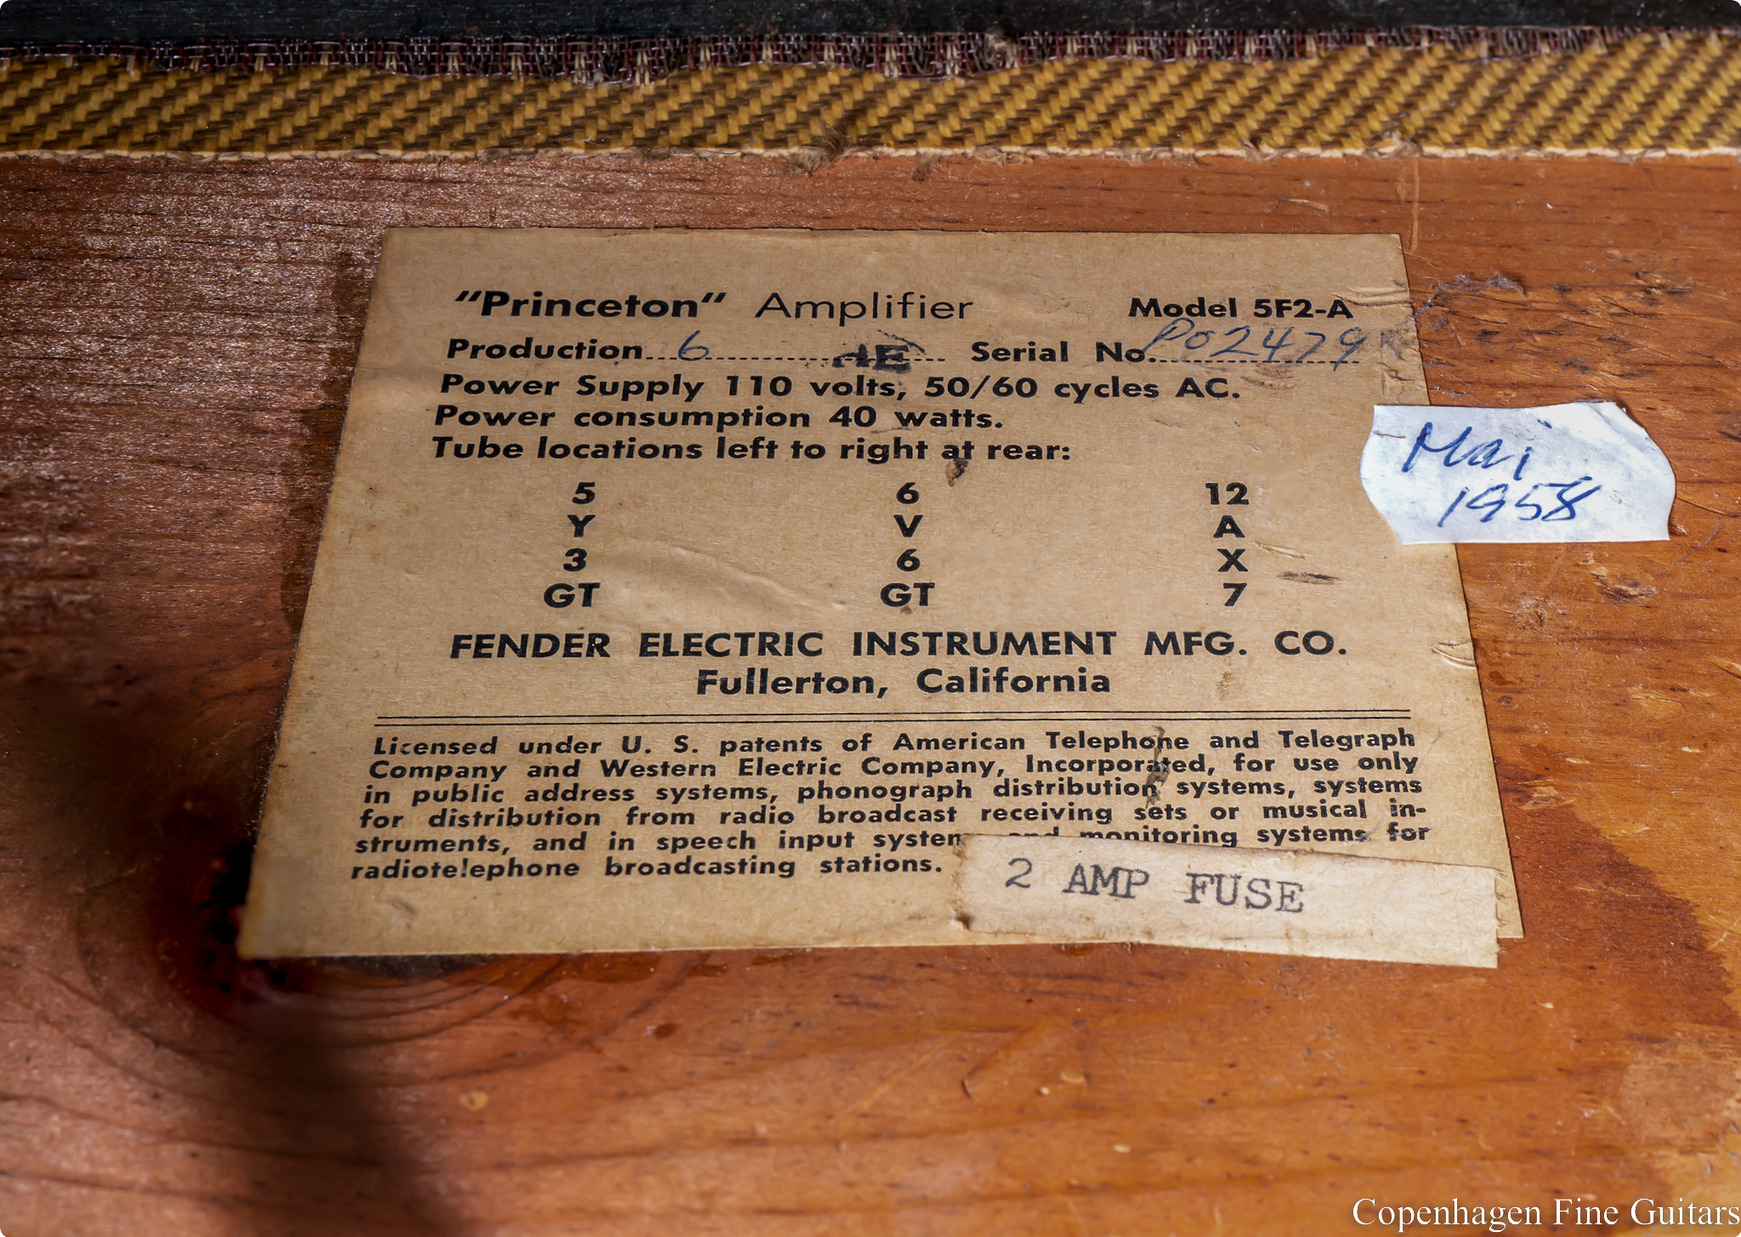 "Princeton" Amplifier Model 5F2-A
Production 6 HE Serial No. P02479
Power Supply 110 volts, 50/60 cycles AC.
Power consumption 40 watts.
Tube locations left to right at rear:
5 6 12
Y V A
3 6 X
GT GT 7
FENDER ELECTRIC INSTRUMENT MFG. CO.
Fullerton, California
Licensed under U. S. patents of American Telephone and Telegraph
Company and Western Electric Company, Incorporated, for use only
in public address systems, phonograph distribution systems, systems
for distribution from radio broadcast receiving sets or musical in-
struments, and in speech input system and monitoring systems for
radiotelephone broadcasting stations.
2 AMP FUSE
Mai
1958
Copenhagen Fine Guitars